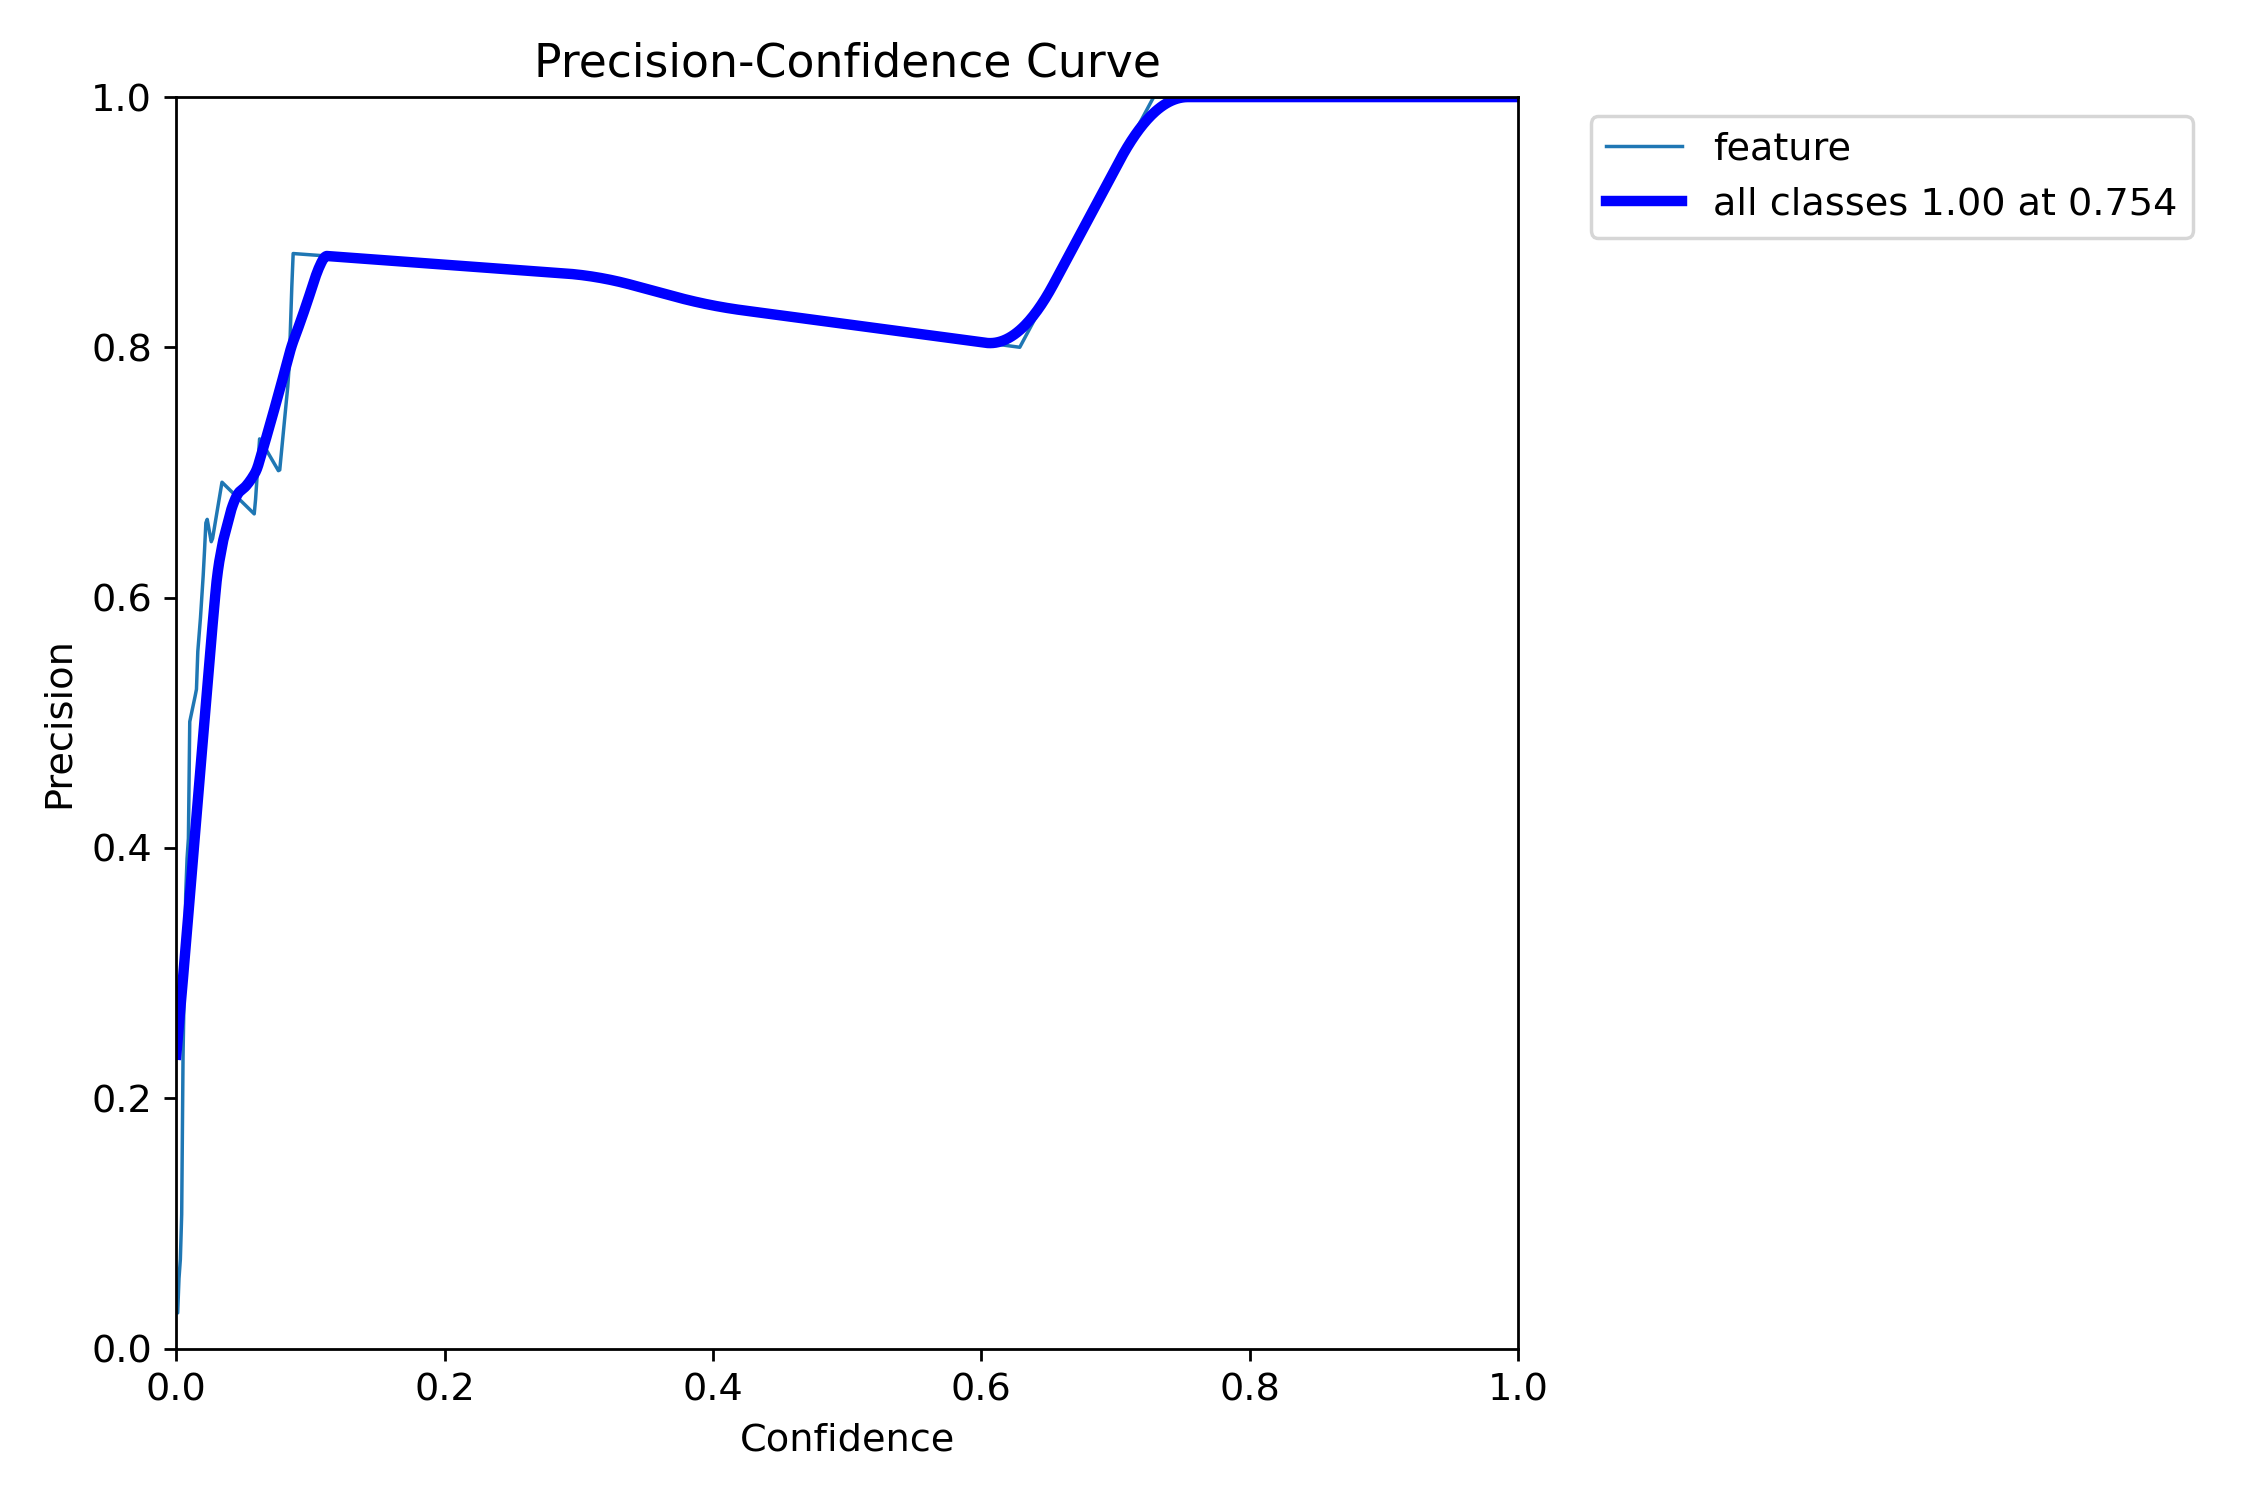 Precision-Confidence Curve
1.0
0.8
0.6
0.4
0.2
0.0
Precision
0.0 0.2 0.4 0.6 0.8 1.0
Confidence
feature
all classes 1.00 at 0.754